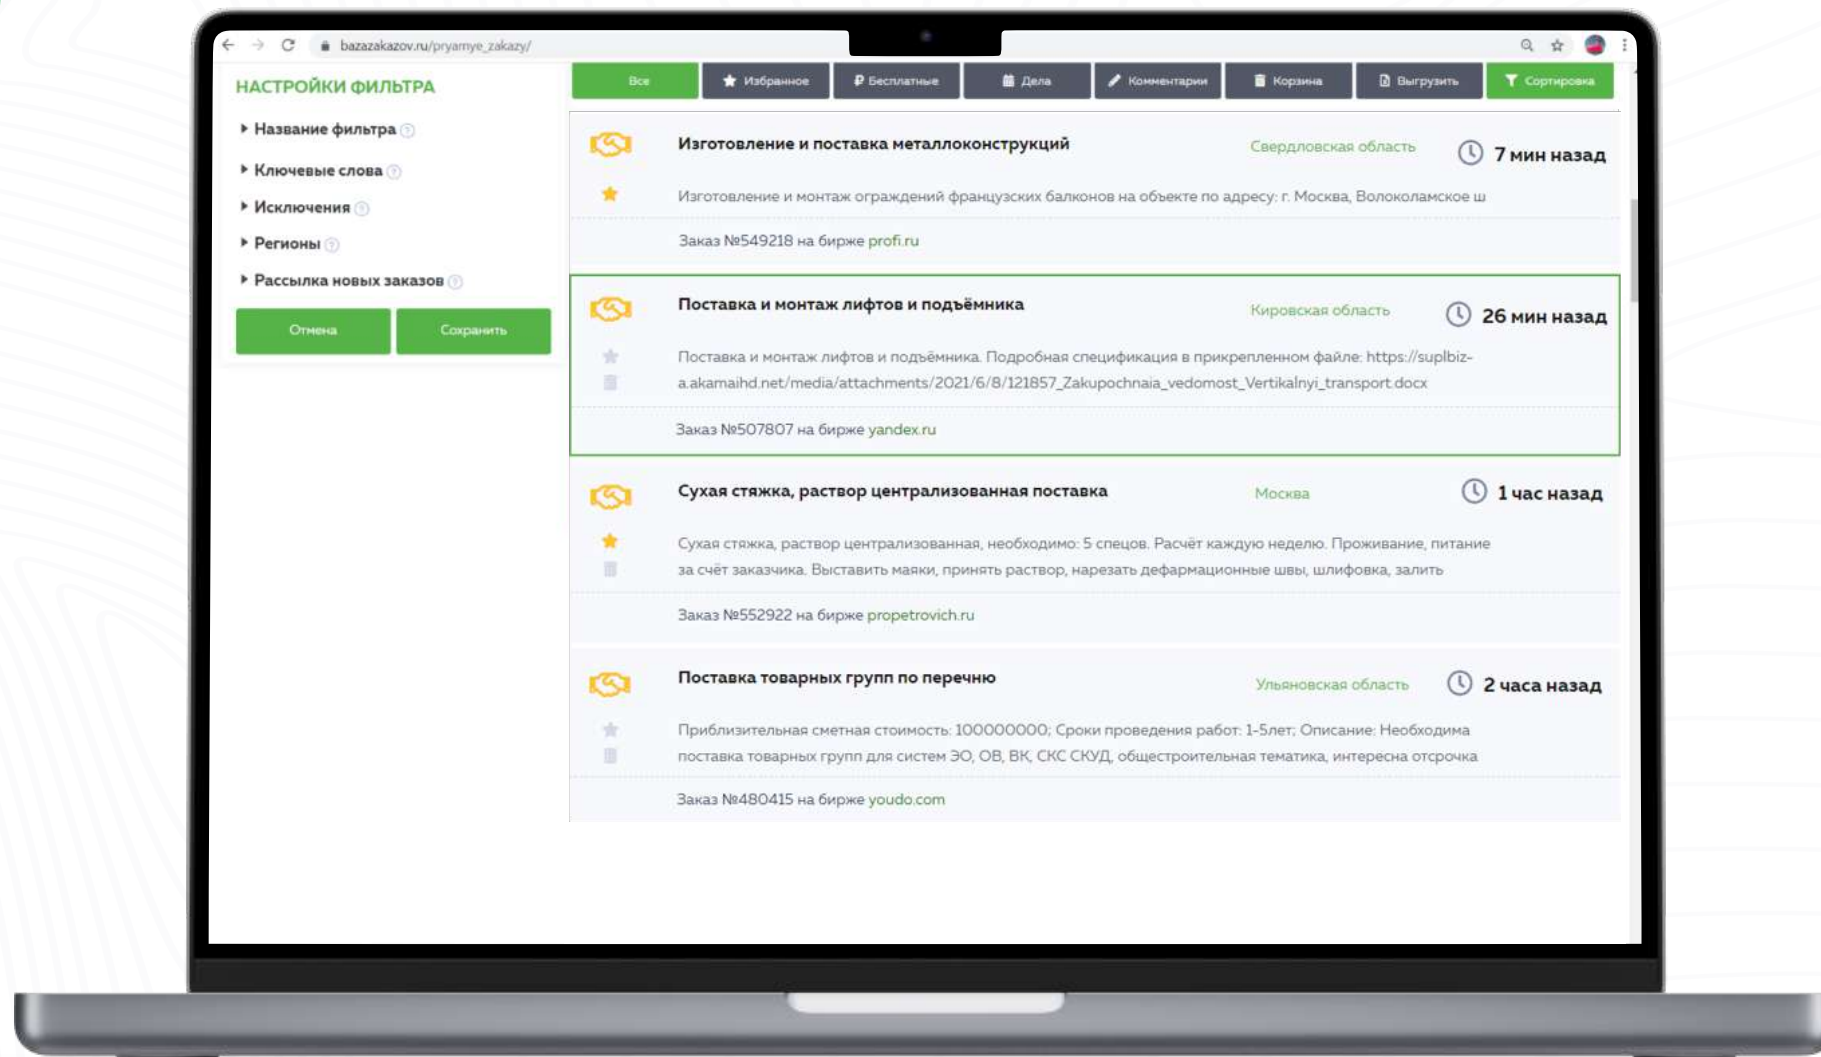 bazazakazov.ru/pryamye_zakazy/
НАСТРОЙКИ ФИЛЬТРА
Название фильтра
Ключевые слова
Исключения
Регионы
Рассылка новых заказов
Отмена Сохранить
Все Избранное Бесплатные Дела Комментарии Корзина Выгрузить Сортировка
Изготовление и поставка металлоконструкций Свердловская область 7 мин назад
Изготовление и монтаж ограждений французских балконов на объекте по адресу: г. Москва, Волоколамское ш
Заказ №549218 на бирже profi.ru
Поставка и монтаж лифтов и подъёмника Кировская область 26 мин назад
Поставка и монтаж лифтов и подъёмника. Подробная спецификация в прикрепленном файле: https://suplbiz-
a.akamaihd.net/media/attachments/2021/6/8/121857_Zakupochnaia_vedomost_Vertikalnyi_transport.docx
Заказ №507807 на бирже yandex.ru
Сухая стяжка, раствор централизованная поставка Москва 1 час назад
Сухая стяжка, раствор централизованная, необходимо: 5 спецов. Расчёт каждую неделю. Проживание, питание
за счёт заказчика. Выставить маяки, принять раствор, нарезать дефармационные швы, шлифовка, залить
Заказ №552922 на бирже propetrovich.ru
Поставка товарных групп по перечню Ульяновская область 2 часа назад
Приблизительная сметная стоимость: 100000000; Сроки проведения работ: 1-5лет; Описание: Необходима
поставка товарных групп для систем ЭО, ОВ, ВК, СКС СКУД, общестроительная тематика, интересна отсрочка
Заказ №480415 на бирже youdo.com